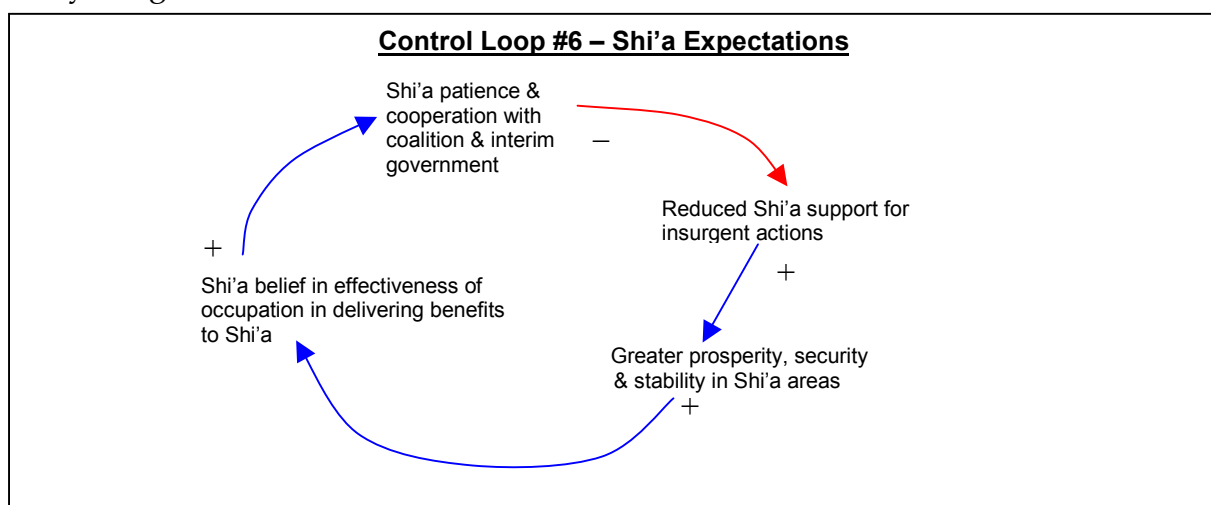 Control Loop #6 – Shi’a Expectations
Shi’a patience &
cooperation with
coalition & interim
government
–
Reduced Shi’a support for
insurgent actions
+
Greater prosperity, security
& stability in Shi’a areas
+
Shi’a belief in effectiveness of
occupation in delivering benefits
to Shi’a
+